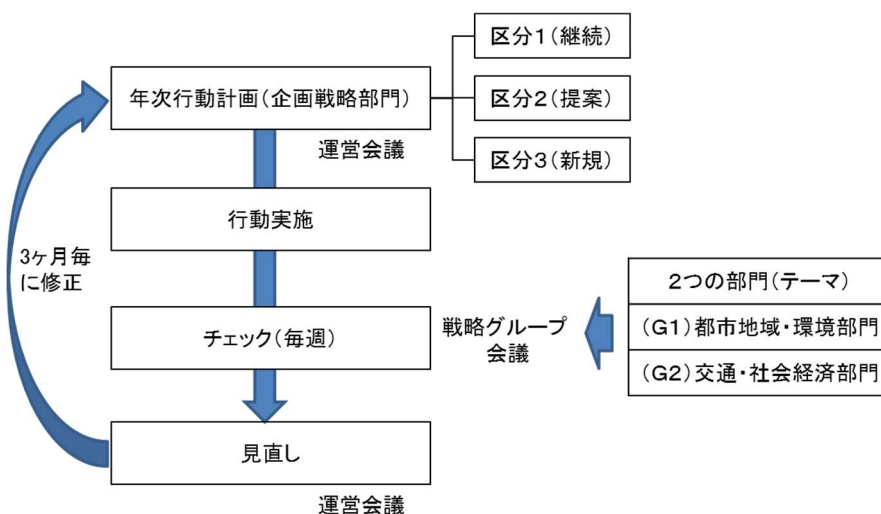 区分1(継続)
年次行動計画(企画戦略部門)
区分2(提案)
運営会議
区分3(新規)
行動実施
3ヶ月毎
に修正
2つの部門(テーマ)
チェック(毎週)
戦略グループ
会議
(G1)都市地域・環境部門
(G2)交通・社会経済部門
見直し
運営会議